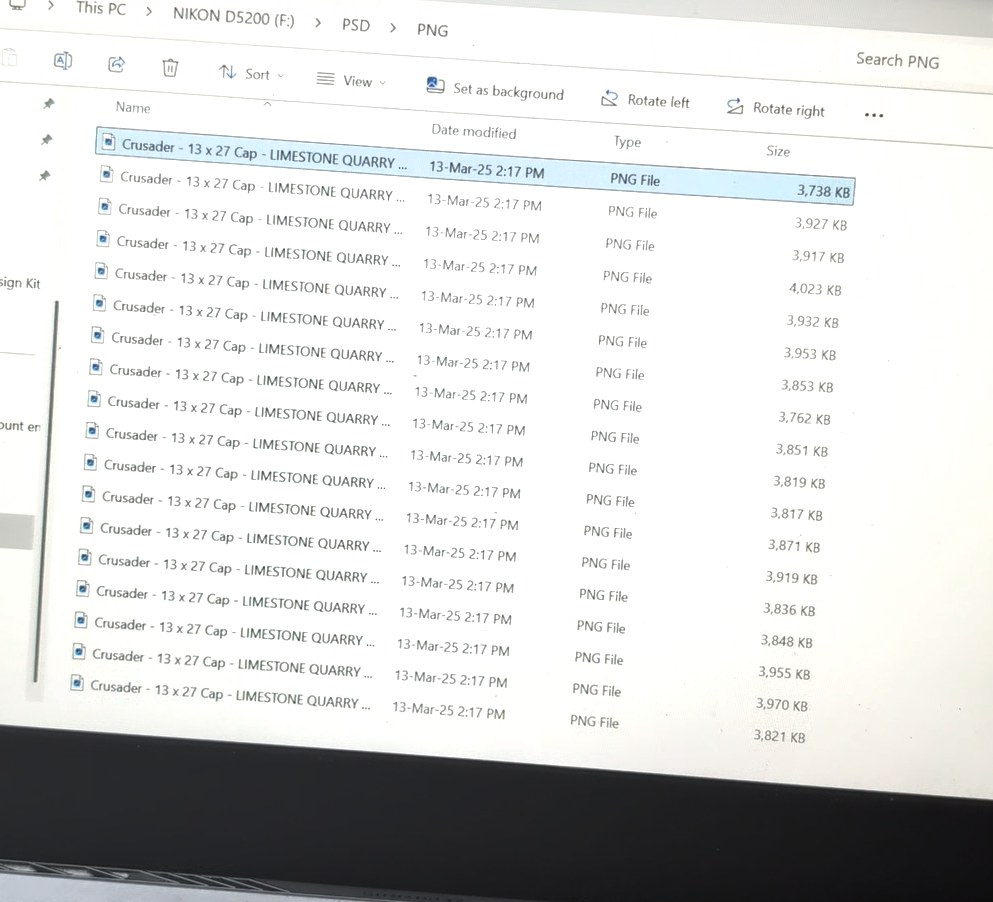 This PC > NIKON D5200 (F:) > PSD > PNG
Search PNG
Sort View Set as background Rotate left Rotate right ...
Name Date modified Type Size
Crusader - 13 x 27 Cap - LIMESTONE QUARRY ... 13-Mar-25 2:17 PM PNG File 3,738 KB
Crusader - 13 x 27 Cap - LIMESTONE QUARRY ... 13-Mar-25 2:17 PM PNG File 3,927 KB
Crusader - 13 x 27 Cap - LIMESTONE QUARRY ... 13-Mar-25 2:17 PM PNG File 3,917 KB
Crusader - 13 x 27 Cap - LIMESTONE QUARRY ... 13-Mar-25 2:17 PM PNG File 4,023 KB
Crusader - 13 x 27 Cap - LIMESTONE QUARRY ... 13-Mar-25 2:17 PM PNG File 3,932 KB
Crusader - 13 x 27 Cap - LIMESTONE QUARRY ... 13-Mar-25 2:17 PM PNG File 3,953 KB
Crusader - 13 x 27 Cap - LIMESTONE QUARRY ... 13-Mar-25 2:17 PM PNG File 3,853 KB
Crusader - 13 x 27 Cap - LIMESTONE QUARRY ... 13-Mar-25 2:17 PM PNG File 3,762 KB
Crusader - 13 x 27 Cap - LIMESTONE QUARRY ... 13-Mar-25 2:17 PM PNG File 3,851 KB
Crusader - 13 x 27 Cap - LIMESTONE QUARRY ... 13-Mar-25 2:17 PM PNG File 3,819 KB
Crusader - 13 x 27 Cap - LIMESTONE QUARRY ... 13-Mar-25 2:17 PM PNG File 3,817 KB
Crusader - 13 x 27 Cap - LIMESTONE QUARRY ... 13-Mar-25 2:17 PM PNG File 3,871 KB
Crusader - 13 x 27 Cap - LIMESTONE QUARRY ... 13-Mar-25 2:17 PM PNG File 3,919 KB
Crusader - 13 x 27 Cap - LIMESTONE QUARRY ... 13-Mar-25 2:17 PM PNG File 3,836 KB
Crusader - 13 x 27 Cap - LIMESTONE QUARRY ... 13-Mar-25 2:17 PM PNG File 3,848 KB
Crusader - 13 x 27 Cap - LIMESTONE QUARRY ... 13-Mar-25 2:17 PM PNG File 3,955 KB
Crusader - 13 x 27 Cap - LIMESTONE QUARRY ... 13-Mar-25 2:17 PM PNG File 3,970 KB
Crusader - 13 x 27 Cap - LIMESTONE QUARRY ... 13-Mar-25 2:17 PM PNG File 3,821 KB
sign Kit
ount en